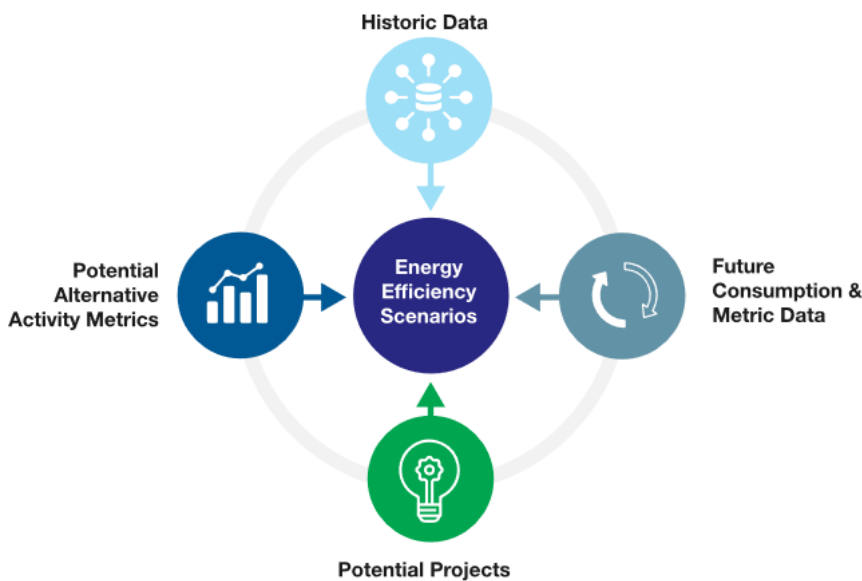 Historic Data
Potential
Alternative
Activity Metrics
Energy
Efficiency
Scenarios
Future
Consumption &
Metric Data
Potential Projects